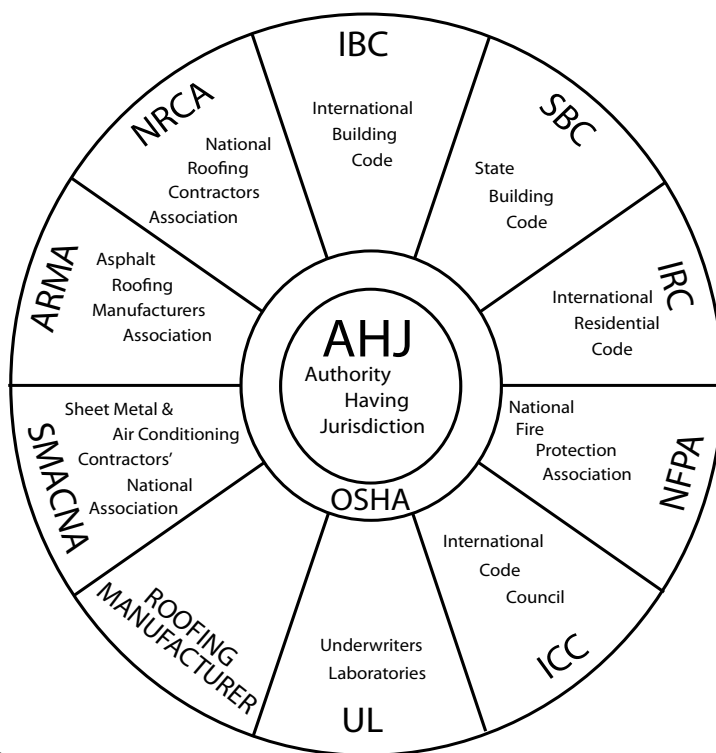 IBC
International
Building
Code
SBC
State
Building
Code
IRC
International
Residential
Code
NFPA
National
Fire
Protection
Association
ICC
International
Code
Council
UL
Underwriters
Laboratories
ROOFING
MANUFACTURER
SMACNA
Sheet Metal &
Air Conditioning
Contractors’
National
Association
ARMA
Asphalt
Roofing
Manufacturers
Association
NRCA
National
Roofing
Contractors
Association
AHJ
Authority
Having
Jurisdiction
OSHA